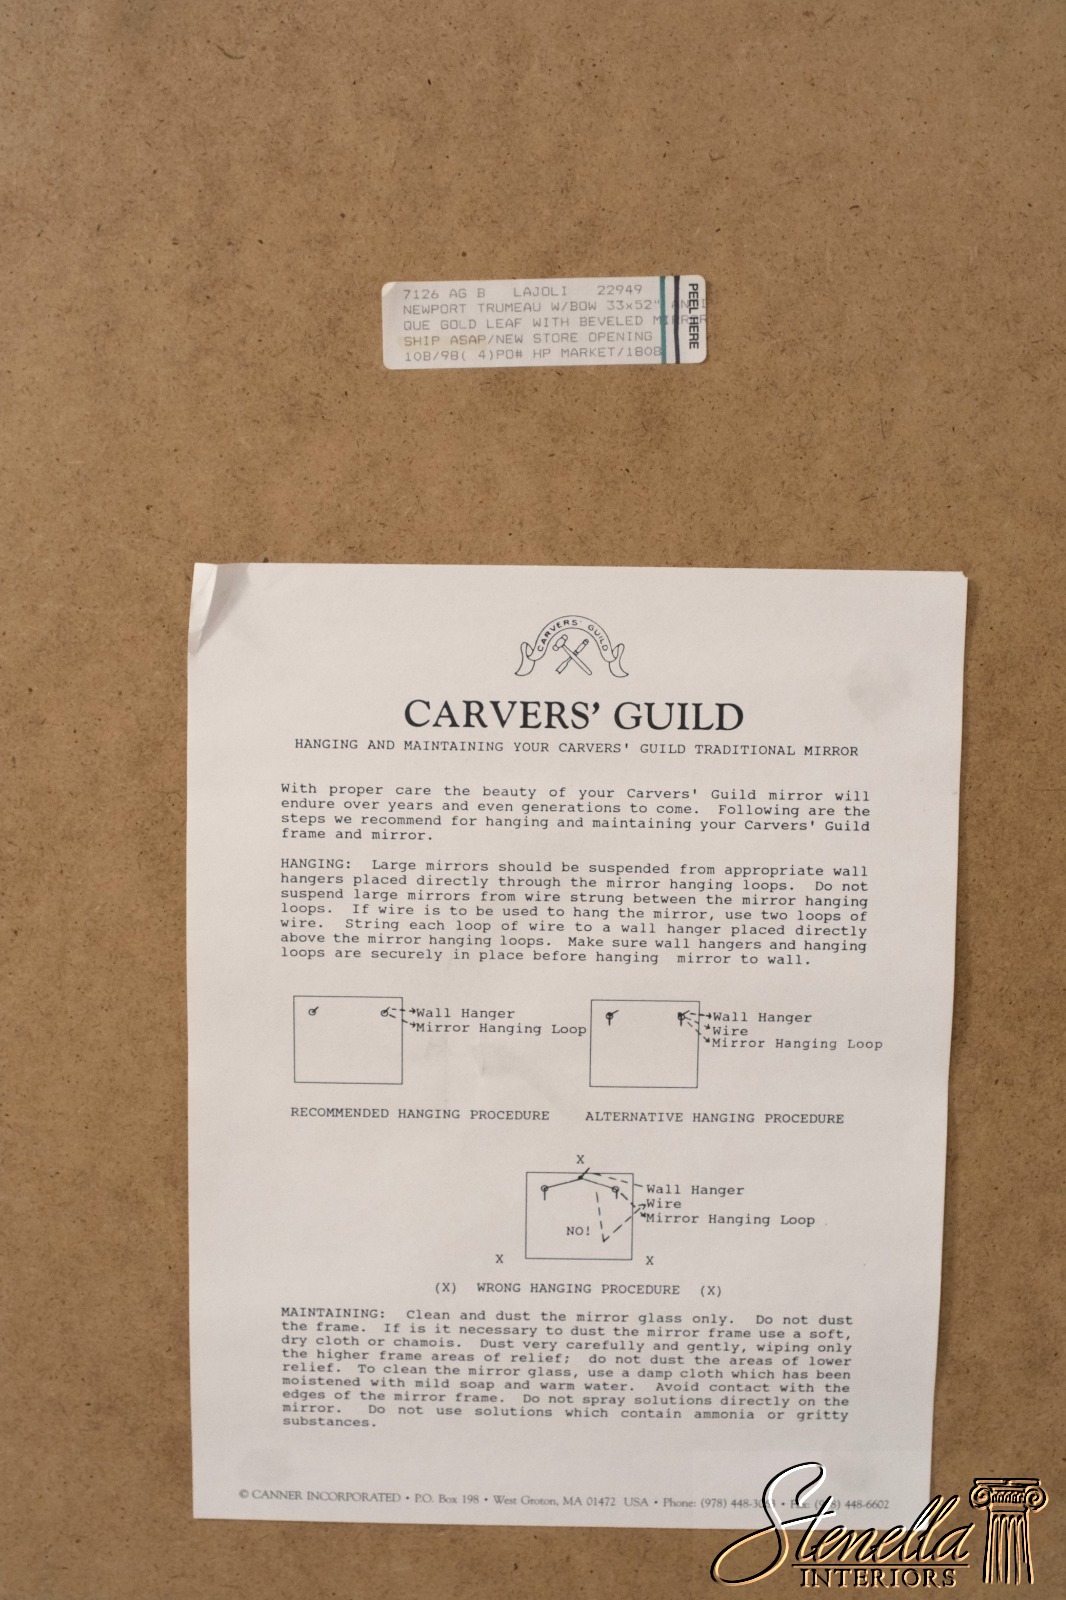 7126 AG B LAJOLI 22949
NEWPORT TRUMEAU W/BOW 33x52"
QUE GOLD LEAF WITH BEVELED
SHIP ASAP/NEW STORE OPENING
10B/98( 4)PO# HP MARKET/1808
PEEL HERE
CARVERS' GUILD
CARVERS' GUILD
HANGING AND MAINTAINING YOUR CARVERS' GUILD TRADITIONAL MIRROR
With proper care the beauty of your Carvers' Guild mirror will
endure over years and even generations to come. Following are the
steps we recommend for hanging and maintaining your Carvers' Guild
frame and mirror.
HANGING: Large mirrors should be suspended from appropriate wall
hangers placed directly through the mirror hanging loops. Do not
suspend large mirrors from wire strung between the mirror hanging
loops. If wire is to be used to hang the mirror, use two loops of
wire. String each loop of wire to a wall hanger placed directly
above the mirror hanging loops. Make sure wall hangers and hanging
loops are securely in place before hanging mirror to wall.
Wall Hanger
Mirror Hanging Loop
Wall Hanger
Wire
Mirror Hanging Loop
RECOMMENDED HANGING PROCEDURE ALTERNATIVE HANGING PROCEDURE
X
Wall Hanger
Wire
Mirror Hanging Loop
NO!
X X
(X) WRONG HANGING PROCEDURE (X)
MAINTAINING: Clean and dust the mirror glass only. Do not dust
the frame. If is it necessary to dust the mirror frame use a soft,
dry cloth or chamois. Dust very carefully and gently, wiping only
the higher frame areas of relief; do not dust the areas of lower
relief. To clean the mirror glass, use a damp cloth which has been
moistened with mild soap and warm water. Avoid contact with the
edges of the mirror frame. Do not spray solutions directly on the
mirror. Do not use solutions which contain ammonia or gritty
substances.
© CANNER INCORPORATED • P.O. Box 198 • West Groton, MA 01472 USA • Phone: (978) • 448-6602
Stenella
INTERIORS